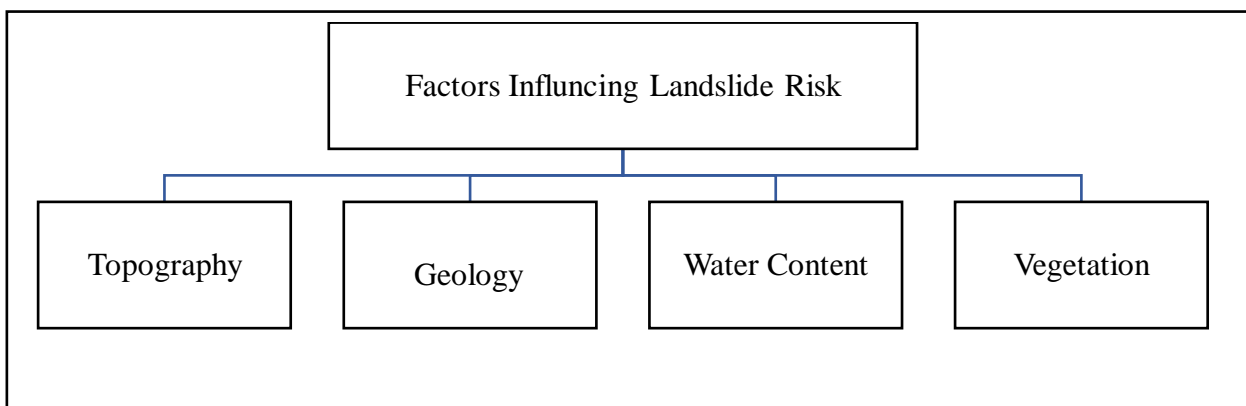 Factors Influncing Landslide Risk
Topography
Geology
Water Content
Vegetation